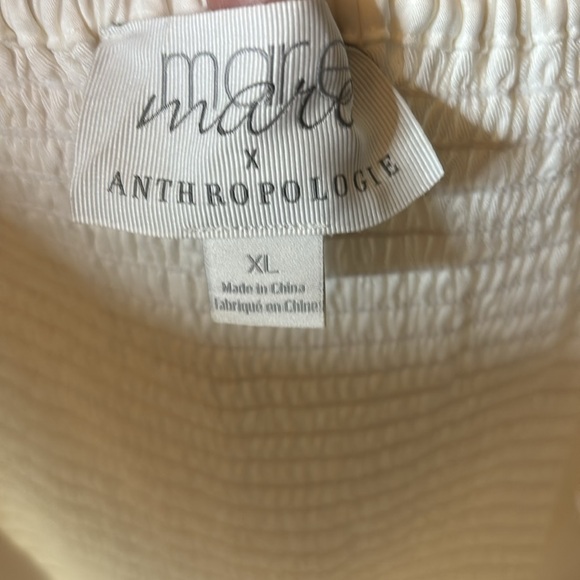 mare
mare
X
ANTHROPOLOGIE
XL
Made in China
Fabriqué en Chine